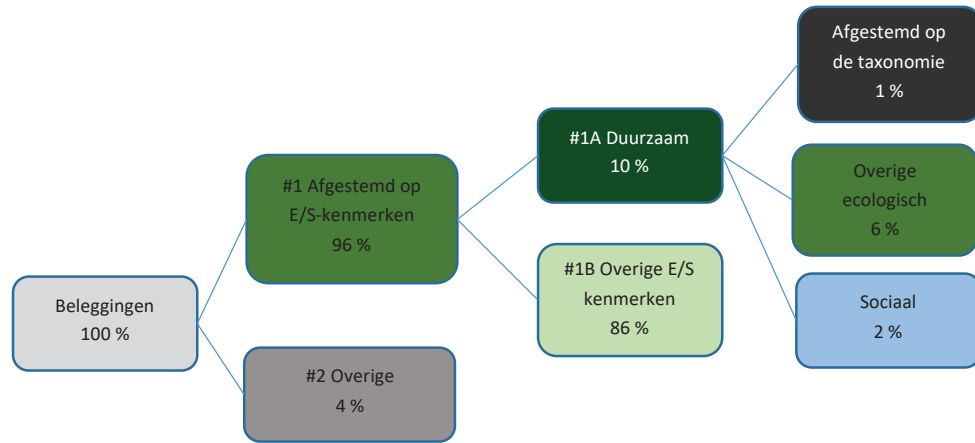 Beleggingen
100 %
#1 Afgestemd op
E/S-kenmerken
96 %
#2 Overige
4 %
#1A Duurzaam
10 %
#1B Overige E/S
kenmerken
86 %
Afgestemd op
de taxonomie
1 %
Overige
ecologisch
6 %
Sociaal
2 %